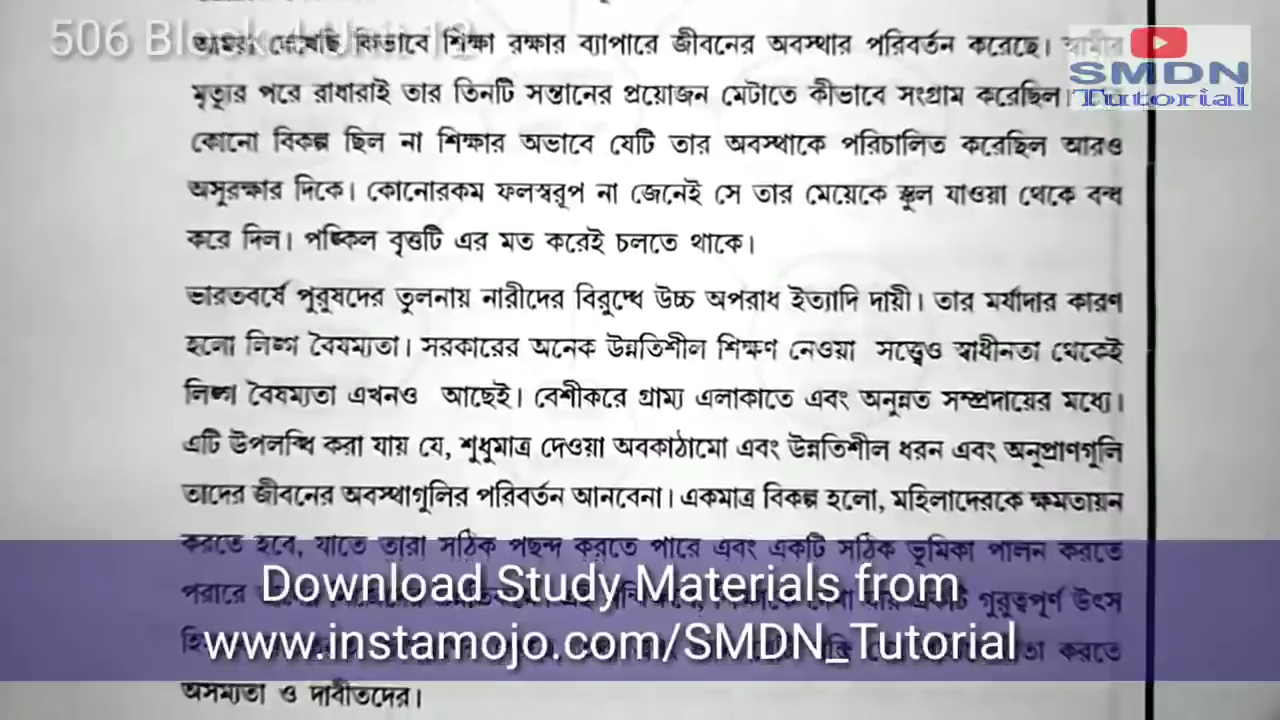 506 Block Unit 1
SMDN
Tutorial
শিক্ষা রক্ষার ব্যাপারে জীবনের অবস্থার পরিবর্তন করেছে।
মৃত্যুর পরে রাধারাই তার তিনটি সন্তানের প্রয়োজন মেটাতে কীভাবে সংগ্রাম করেছিল।
কোনো বিকল্প ছিল না শিক্ষার অভাবে যেটি তার অবস্থাকে পরিচালিত করেছিল আরও
অসুরক্ষার দিকে। কোনোরকম ফলস্বরূপ না জেনেই সে তার মেয়েকে স্কুল যাওয়া থেকে বন্ধ
করে দিল। পঙ্কিল বৃত্তটি এর মত করেই চলতে থাকে।
ভারতবর্ষে পুরুষদের তুলনায় নারীদের বিরুদ্ধে উচ্চ অপরাধ ইত্যাদি দায়ী। তার মর্যাদার কারণ
হলো লিঙ্গ বৈষম্যতা। সরকারের অনেক উন্নতিশীল শিক্ষণ নেওয়া সত্ত্বেও স্বাধীনতা থেকেই
লিঙ্গ বৈষম্যতা এখনও আছেই। বেশীকরে গ্রাম্য এলাকাতে এবং অনুন্নত সম্প্রদায়ের মধ্যে।
এটি উপলব্ধি করা যায় যে, শুধুমাত্র দেওয়া অবকাঠামো এবং উন্নতিশীল ধরন এবং অনুপ্রাণগুলি
তাদের জীবনের অবস্থাগুলির পরিবর্তন আনবেনা। একমাত্র বিকল্প হলো, মহিলাদেরকে ক্ষমতায়ন
করতে হবে, যাতে তারা সঠিক পছন্দ করতে পারে এবং একটি সঠিক ভূমিকা পালন করতে
Download Study Materials from
গুরুত্বপূর্ণ উৎস
www.instamojo.com/SMDN_Tutorial
করতে
অসম্যতা ও দাবীতদের।